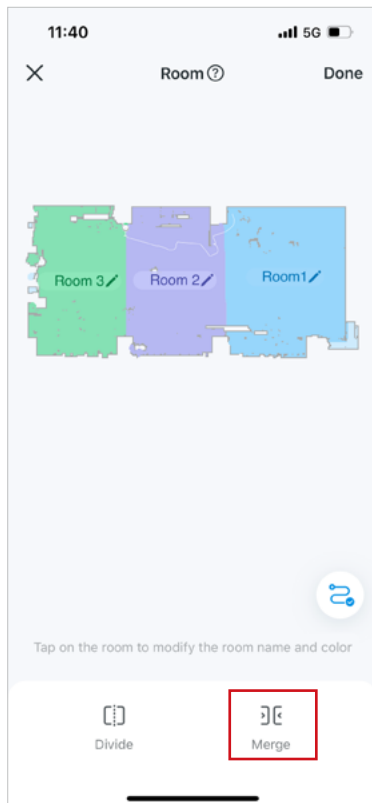 11:40 5G
Room ?
Done
Room 3 Room 2 Room1
Tap on the room to modify the room name and color
Divide Merge